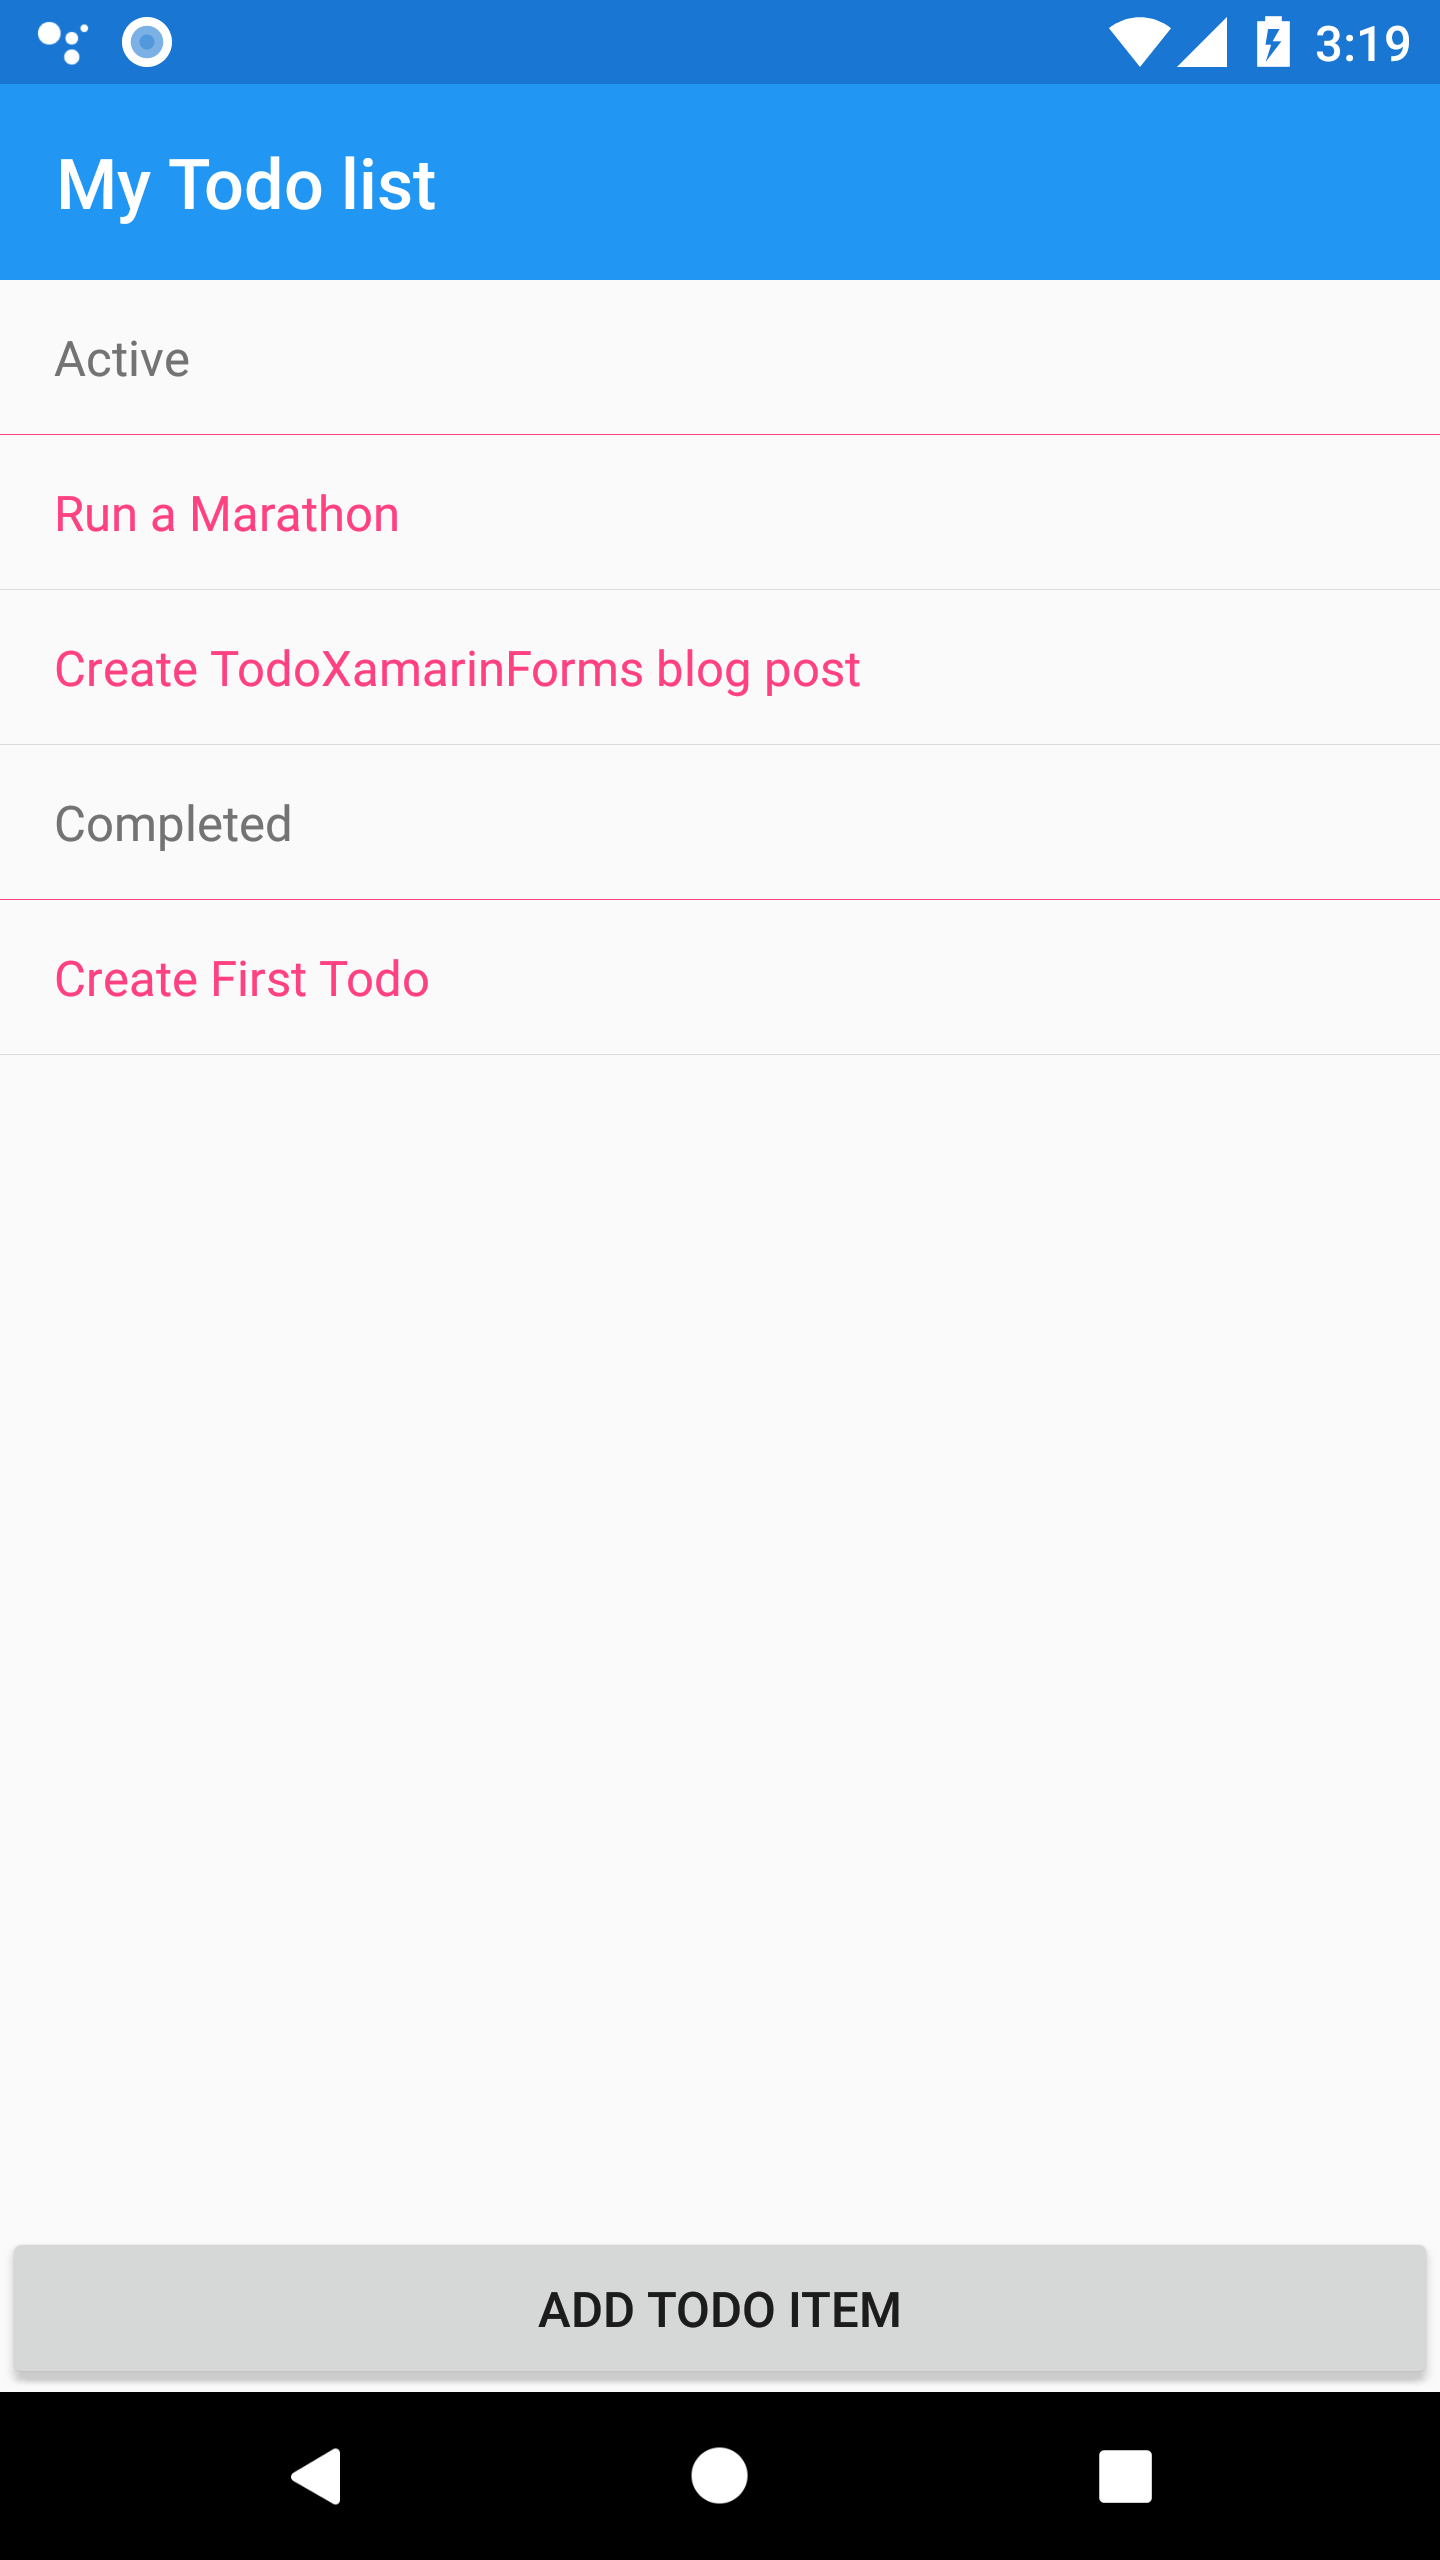 3:19
My Todo list
Active
Run a Marathon
Create TodoXamarinForms blog post
Completed
Create First Todo
ADD TODO ITEM